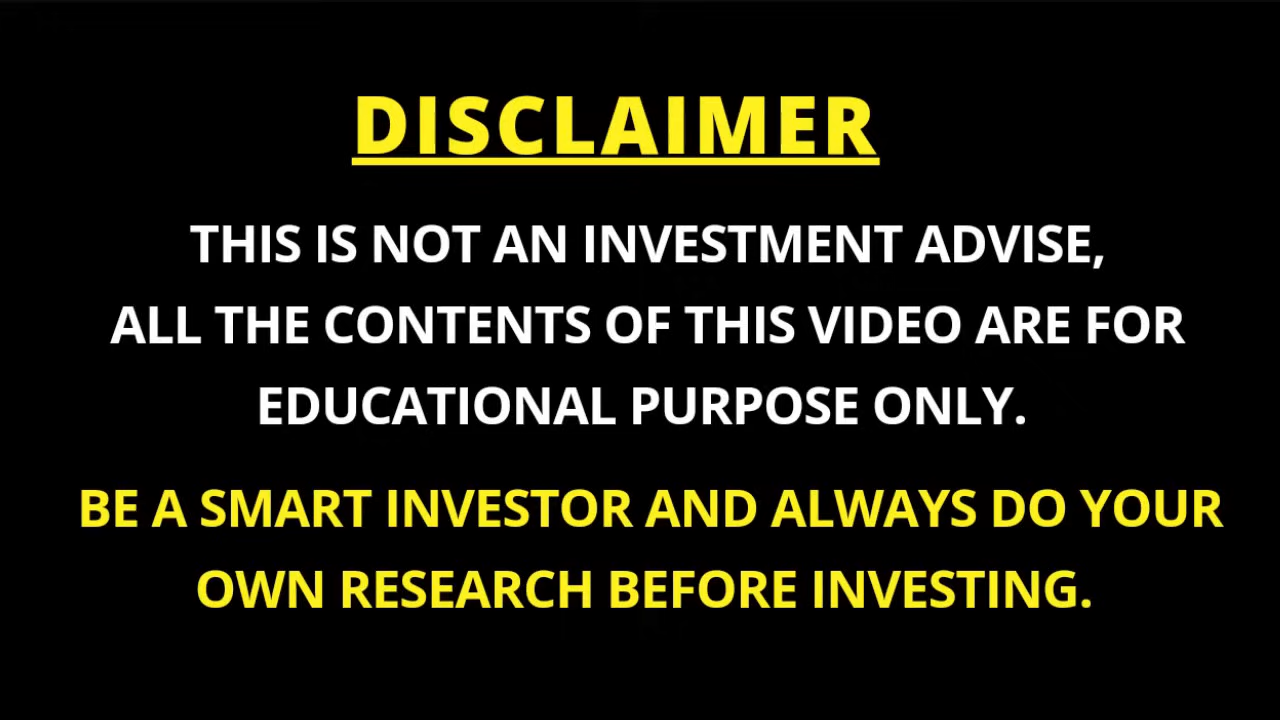 DISCLAIMER
THIS IS NOT AN INVESTMENT ADVISE,
ALL THE CONTENTS OF THIS VIDEO ARE FOR
EDUCATIONAL PURPOSE ONLY.
BE A SMART INVESTOR AND ALWAYS DO YOUR
OWN RESEARCH BEFORE INVESTING.